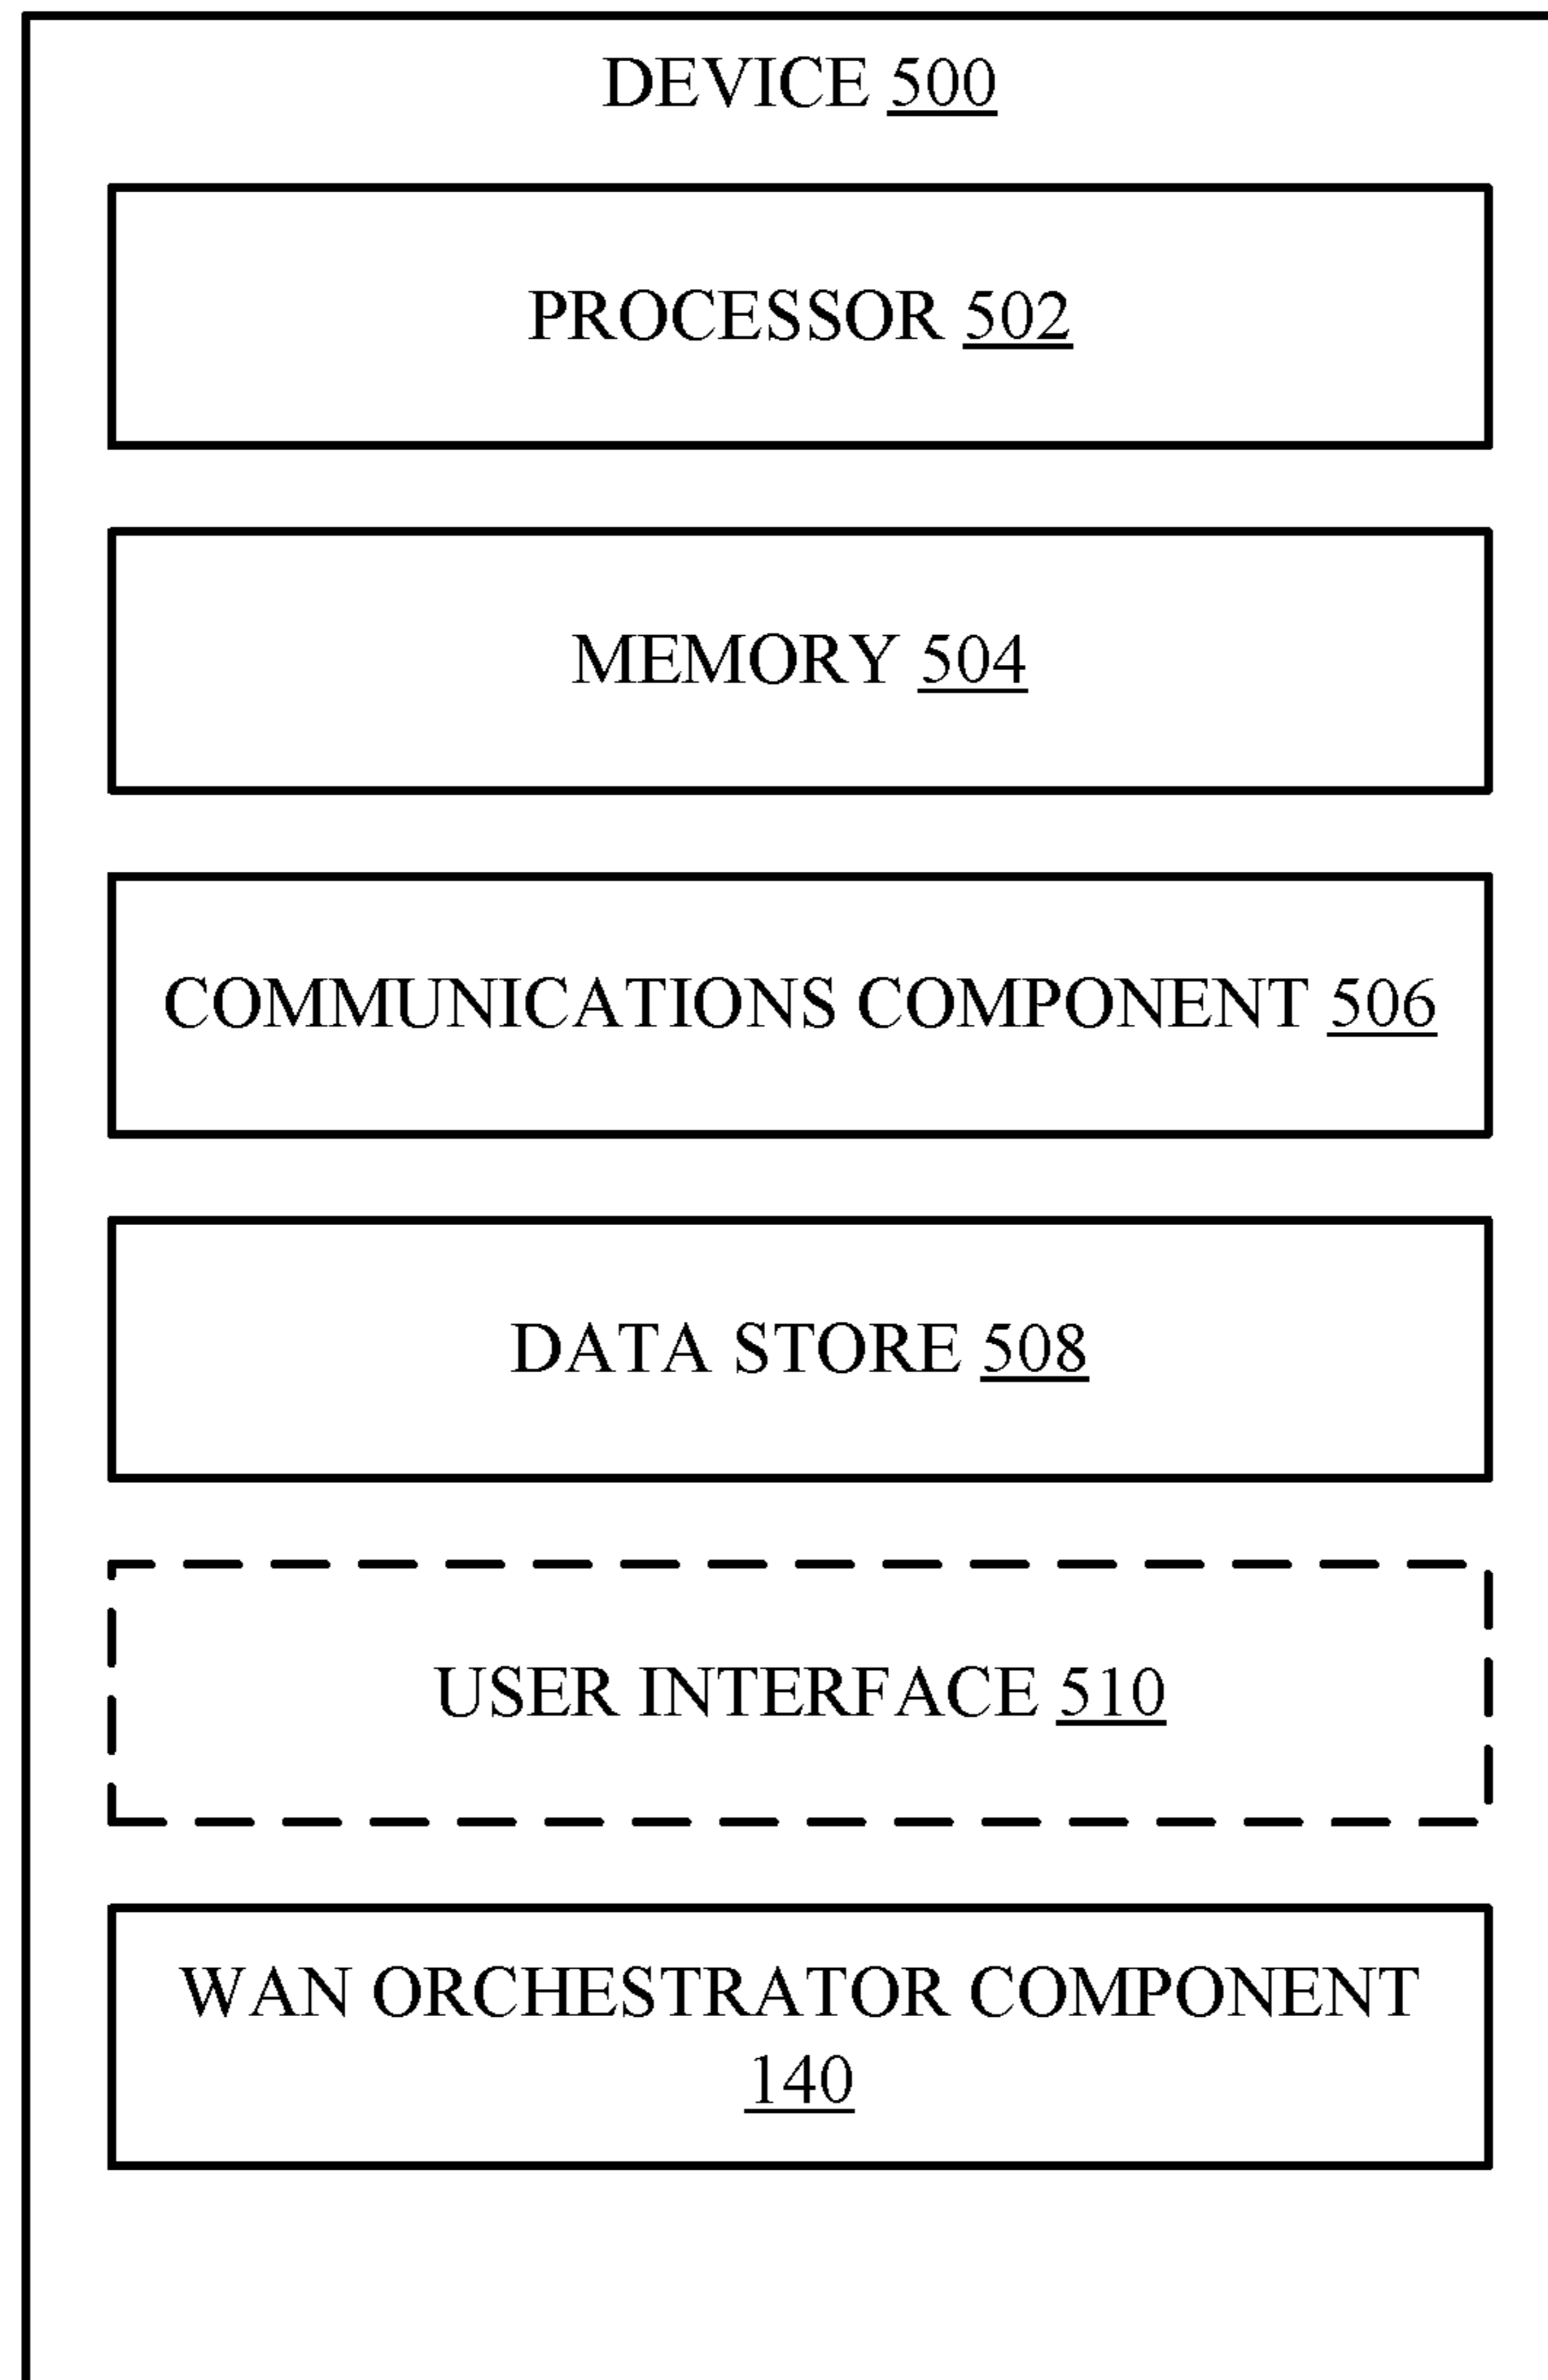 DEVICE 500
PROCESSOR 502
MEMORY 504
COMMUNICATIONS COMPONENT 506
DATA STORE 508
USER INTERFACE 510
WAN ORCHESTRATOR COMPONENT
140